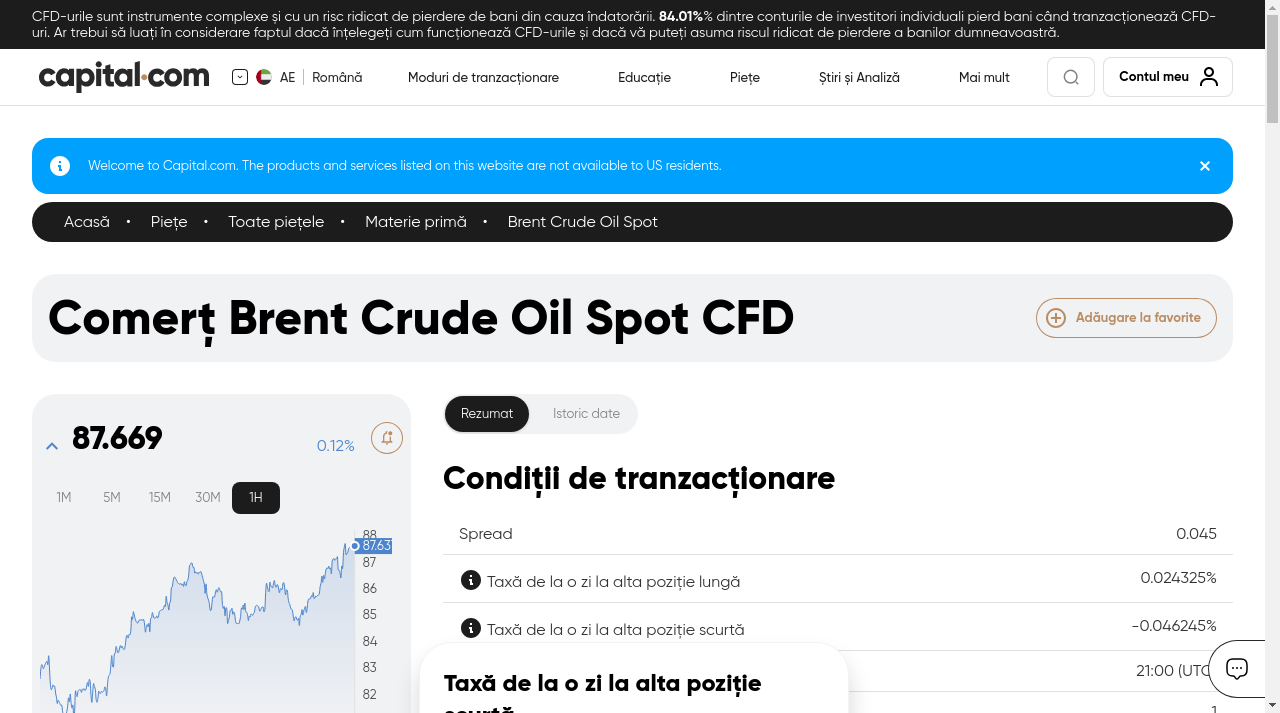 CFD-urile sunt instrumente complexe și cu un risc ridicat de pierdere de bani din cauza îndatorării. 84.01%% dintre conturile de investitori individuali pierd bani când tranzacționează CFD-
uri. Ar trebui să luați în considerare faptul dacă înțelegeți cum funcționează CFD-urile și dacă vă puteți asuma riscul ridicat de pierdere a banilor dumneavoastră.
capital.com AE Română Moduri de tranzacționare Educație Piețe Știri și Analiză Mai mult Contul meu
Welcome to Capital.com. The products and services listed on this website are not available to US residents.
Acasă • Piețe • Toate piețele • Materie primă • Brent Crude Oil Spot
Comerț Brent Crude Oil Spot CFD
Adăugare la favorite
87.669 0.12%
1M 5M 15M 30M 1H
88
87.63
87
86
85
84
83
82
Rezumat Istoric date
Condiții de tranzacționare
Spread 0.045
Taxă de la o zi la alta poziție lungă 0.024325%
Taxă de la o zi la alta poziție scurtă -0.046245%
21:00 (UTC
1
Taxă de la o zi la alta poziție
scurtă